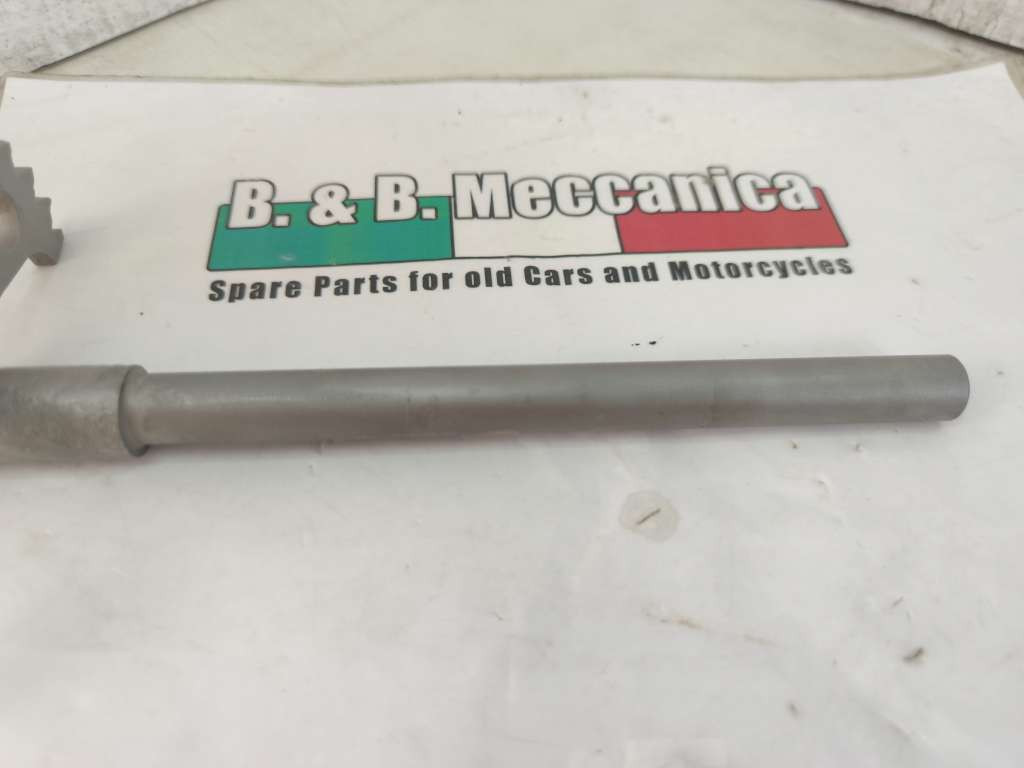 B. & B. Meccanica
Spare Parts for old Cars and Motorcycles